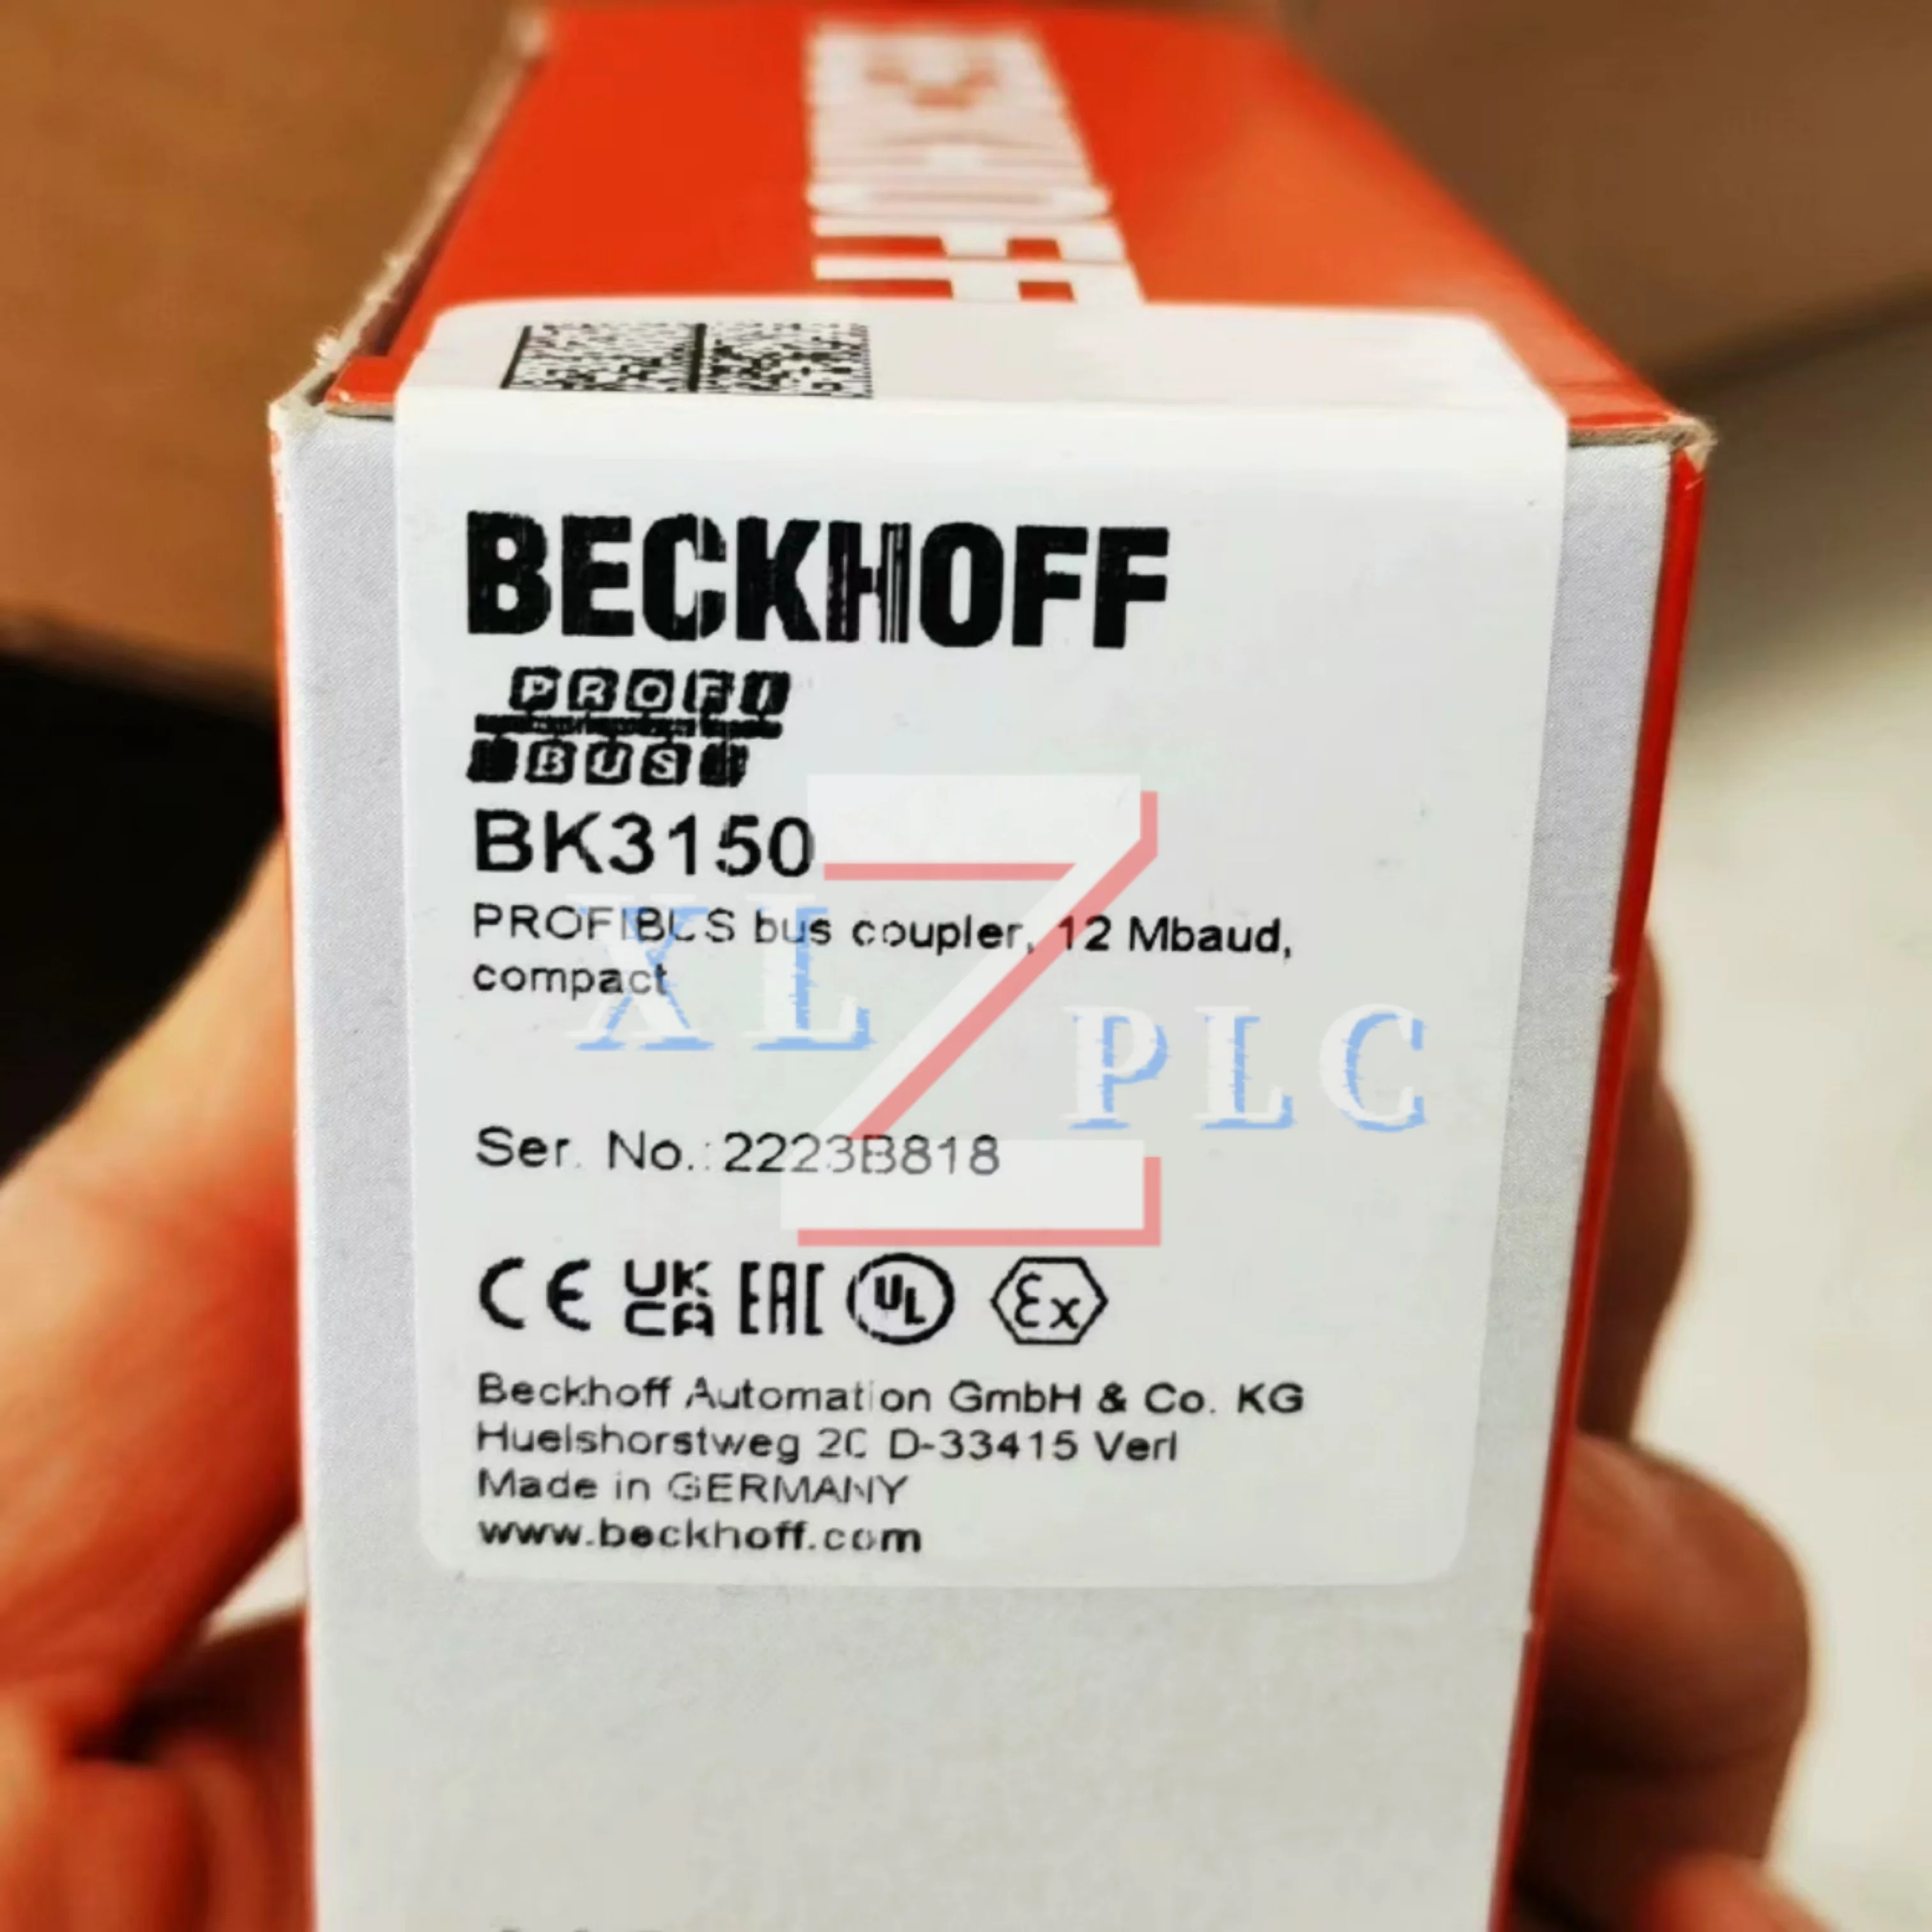 BECKHOFF
PROFI
BUS
BK3150
PROFIBUS bus coupler, 12 Mbaud,
compact
XLZ PLC
Ser. No.: 2223B818
CE UK CA EAC UL Ex
Beckhoff Automation GmbH & Co. KG
Huelshorstweg 20 D-33415 Verl
Made in GERMANY
www.beckhoff.com